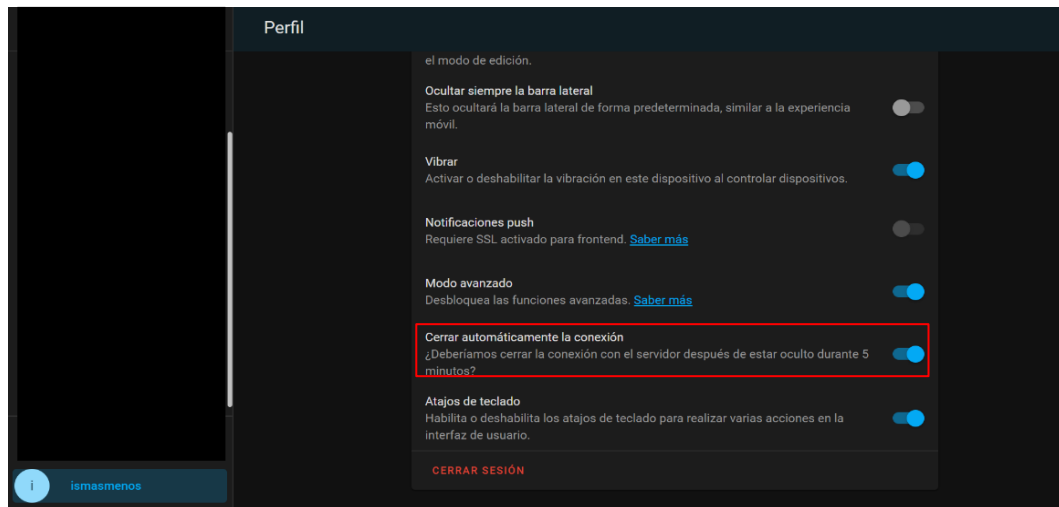 Perfil
el modo de edición.
Ocultar siempre la barra lateral
Esto ocultará la barra lateral de forma predeterminada, similar a la experiencia
móvil.
Vibrar
Activar o deshabilitar la vibración en este dispositivo al controlar dispositivos.
Notificaciones push
Requiere SSL activado para frontend. Saber más
Modo avanzado
Desbloquea las funciones avanzadas. Saber más
Cerrar automáticamente la conexión
¿Deberíamos cerrar la conexión con el servidor después de estar oculto durante 5
minutos?
Atajos de teclado
Habilita o deshabilita los atajos de teclado para realizar varias acciones en la
interfaz de usuario.
CERRAR SESIÓN
i ismasmenos